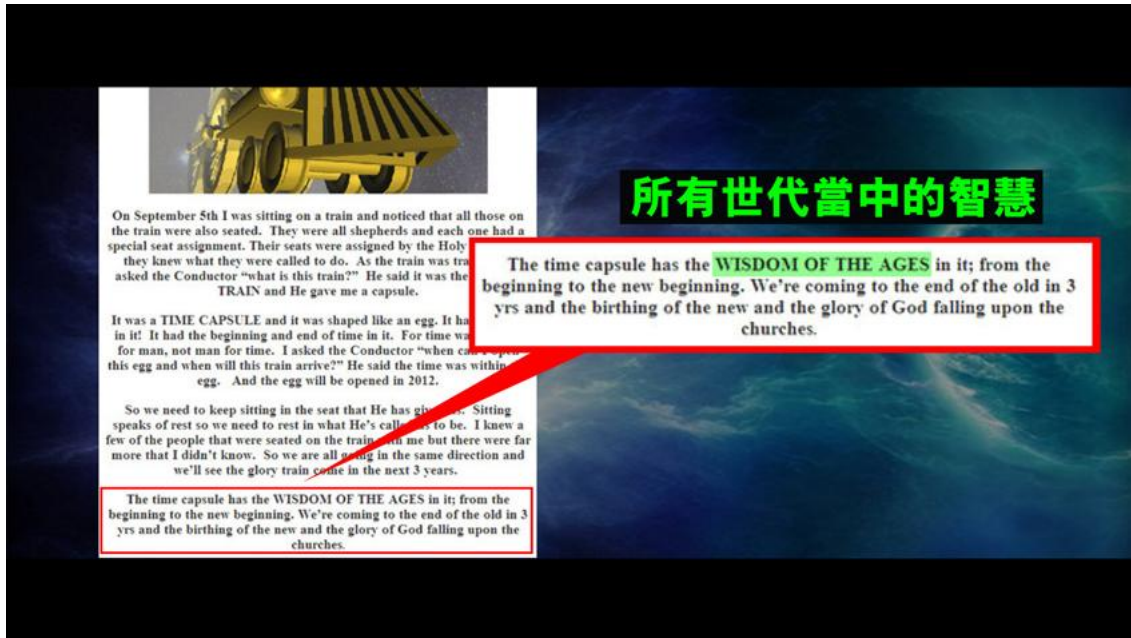 On September 5th I was sitting on a train and noticed that all those on
the train were also seated. They were all shepherds and each one had a
special seat assignment. Their seats were assigned by the Holy
they knew what they were called to do. As the train was
asked the Conductor “what is this train?” He said it was the
TRAIN and He gave me a capsule.
It was a TIME CAPSULE and it was shaped like an egg. It
in it! It had the beginning and end of time in it. For time
for man, not man for time. I asked the Conductor “when
this egg and when will this train arrive?” He said the time was within
egg. And the egg will be opened in 2012.
So we need to keep sitting in the seat that He has Sitting
speaks of rest so we need to rest in what He's to be. I knew a
few of the people that were seated on the train me but there were far
more that I didn't know. So we are all in the same direction and
we'll see the glory train come in the next 3 years.
The time capsule has the WISDOM OF THE AGES in it; from the
beginning to the new beginning. We're coming to the end of the old in 3
yrs and the birthing of the new and the glory of God falling upon the
churches.
所有世代當中的智慧
The time capsule has the WISDOM OF THE AGES in it; from the
beginning to the new beginning. We're coming to the end of the old in 3
yrs and the birthing of the new and the glory of God falling upon the
churches.